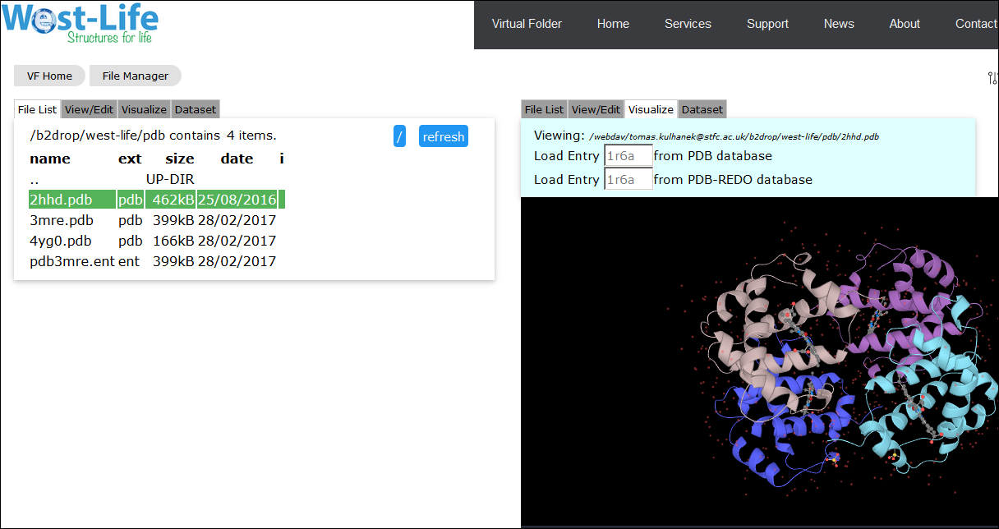 West-Life
Structures for life
Virtual Folder Home Services Support News About Contact
VF Home File Manager
File List View/Edit Visualize Dataset
/b2drop/west-life/pdb contains 4 items. / refresh
name ext size date i
.. UP-DIR
2hhd.pdb pdb 462kB 25/08/2016
3mre.pdb pdb 399kB 28/02/2017
4yg0.pdb pdb 166kB 28/02/2017
pdb3mre.ent ent 399kB 28/02/2017
File List View/Edit Visualize Dataset
Viewing: /webdav/tomas.kulhanek@stfc.ac.uk/b2drop/west-life/pdb/2hhd.pdb
Load Entry 1r6a from PDB database
Load Entry 1r6a from PDB-REDO database